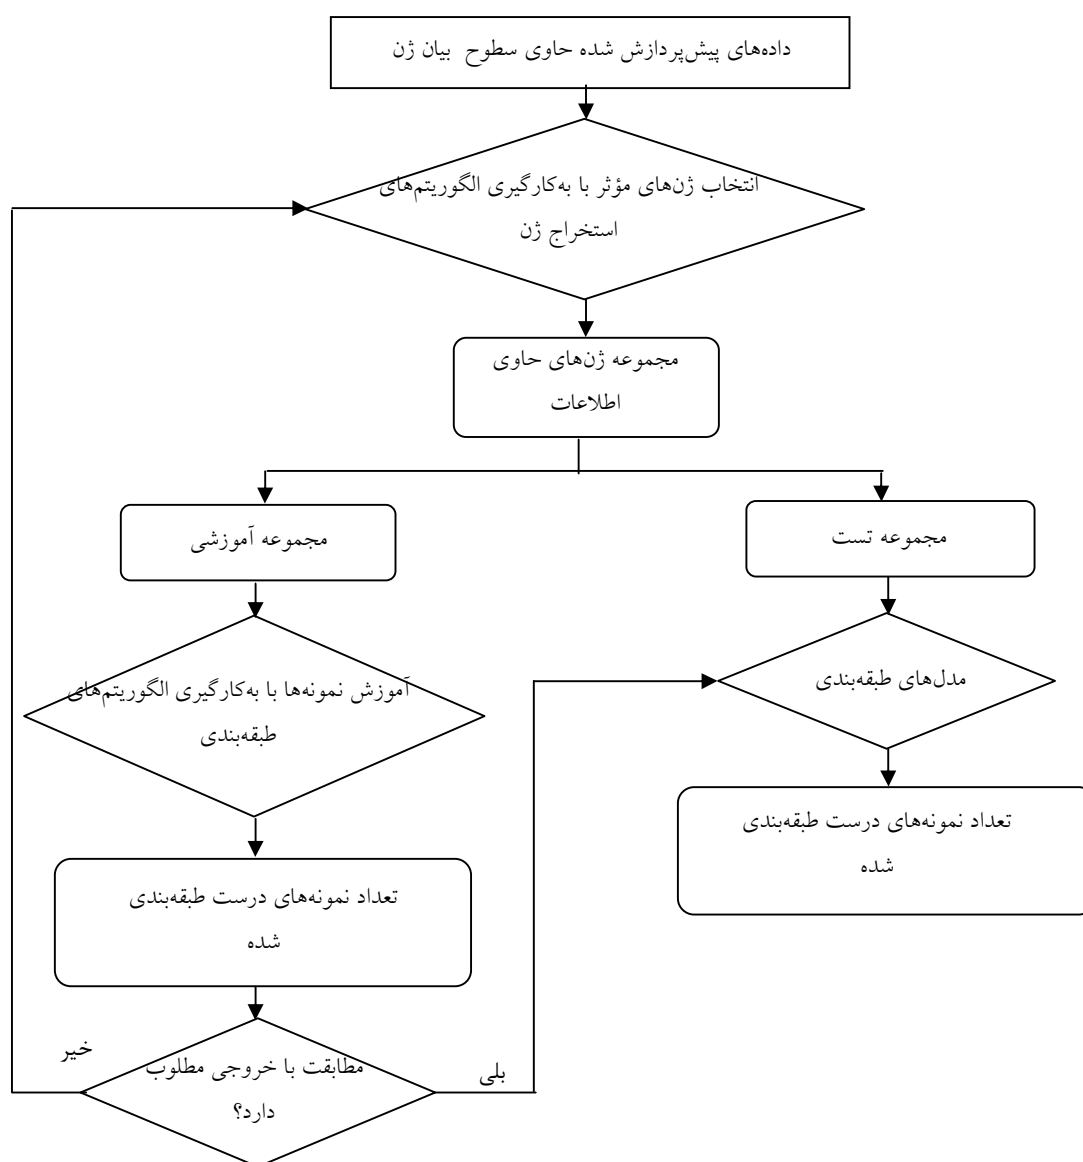 داده‌های پیش‌پردازش شده حاوی سطوح بیان ژن
انتخاب ژن‌های مؤثر با به‌کارگیری الگوریتم‌های
استخراج ژن
مجموعه ژن‌های حاوی
اطلاعات
مجموعه تست
مجموعه آموزشی
مدل‌های طبقه‌بندی
آموزش نمونه‌ها با به‌کارگیری الگوریتم‌های
طبقه‌بندی
تعداد نمونه‌های درست طبقه‌بندی
شده
تعداد نمونه‌های درست طبقه‌بندی
شده
مطابقت با خروجی مطلوب
دارد؟
بلی
خیر